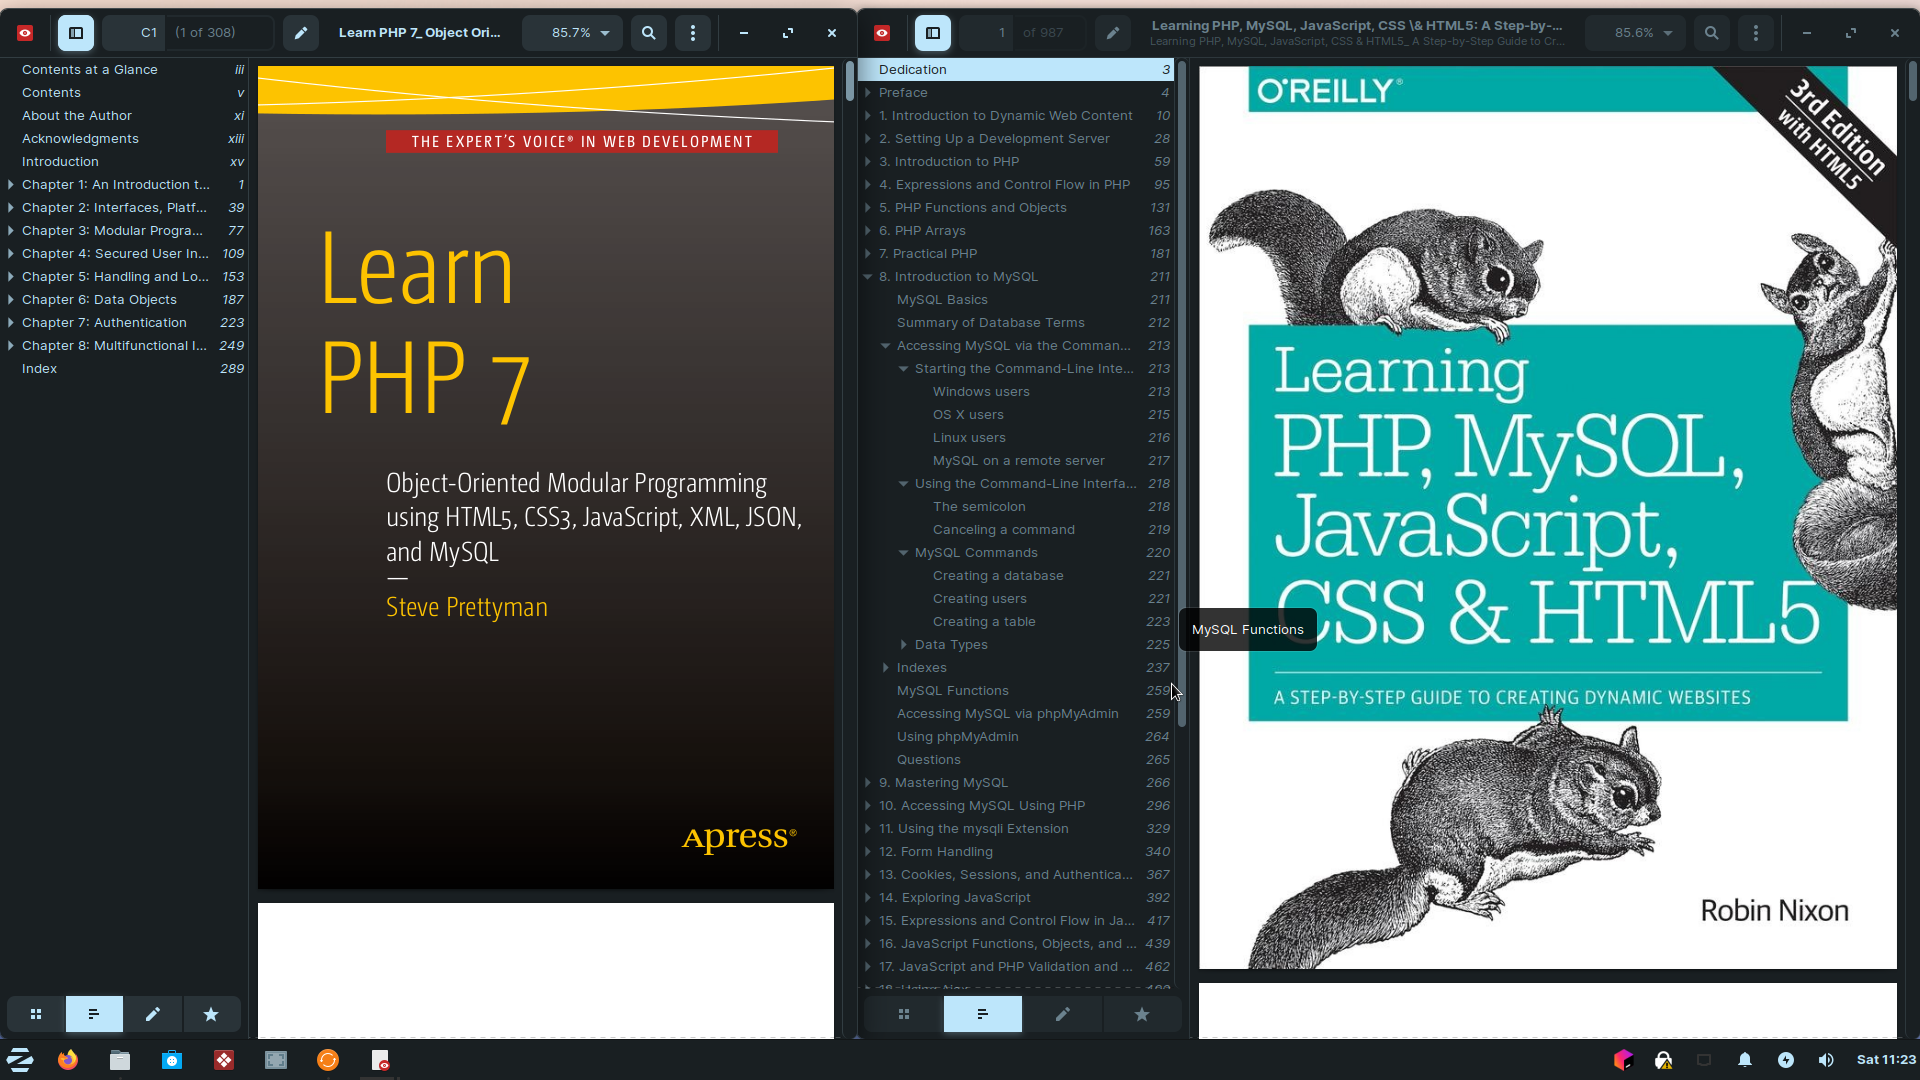 C1 (1 of 308)
Learn PHP 7_ Object Ori...
85.7%
Contents at a Glance iii
Contents v
About the Author xi
Acknowledgments xiii
Introduction xv
Chapter 1: An Introduction t... 1
Chapter 2: Interfaces, Platf... 39
Chapter 3: Modular Progra... 77
Chapter 4: Secured User In... 109
Chapter 5: Handling and Lo... 153
Chapter 6: Data Objects 187
Chapter 7: Authentication 223
Chapter 8: Multifunctional I... 249
Index 289
THE EXPERT'S VOICE® IN WEB DEVELOPMENT
Learn
PHP 7
Object-Oriented Modular Programming
using HTML5, CSS3, JavaScript, XML, JSON,
and MySQL
—
Steve Prettyman
Apress®
1 of 987
Learning PHP, MySQL, JavaScript, CSS \& HTML5: A Step-by-...
Learning PHP, MySQL, JavaScript, CSS & HTML5_ A Step-by-Step Guide to Cr...
85.6%
Dedication 3
Preface 4
1. Introduction to Dynamic Web Content 10
2. Setting Up a Development Server 28
3. Introduction to PHP 59
4. Expressions and Control Flow in PHP 95
5. PHP Functions and Objects 131
6. PHP Arrays 163
7. Practical PHP 181
8. Introduction to MySQL 211
MySQL Basics 211
Summary of Database Terms 212
Accessing MySQL via the Comman... 213
Starting the Command-Line Inte... 213
Windows users 213
OS X users 215
Linux users 216
MySQL on a remote server 217
Using the Command-Line Interfa... 218
The semicolon 218
Canceling a command 219
MySQL Commands 220
Creating a database 221
Creating users 221
Creating a table 223
Data Types 225
Indexes 237
MySQL Functions 259
Accessing MySQL via phpMyAdmin 259
Using phpMyAdmin 264
Questions 265
9. Mastering MySQL 266
10. Accessing MySQL Using PHP 296
11. Using the mysqli Extension 329
12. Form Handling 340
13. Cookies, Sessions, and Authentica... 367
14. Exploring JavaScript 392
15. Expressions and Control Flow in Ja... 417
16. JavaScript Functions, Objects, and ... 439
17. JavaScript and PHP Validation and ... 462
MySQL Functions
O'REILLY®
3rd Edition
with HTML5
Learning
PHP, MySQL,
JavaScript,
CSS & HTML5
A STEP-BY-STEP GUIDE TO CREATING DYNAMIC WEBSITES
Robin Nixon
Sat 11:23